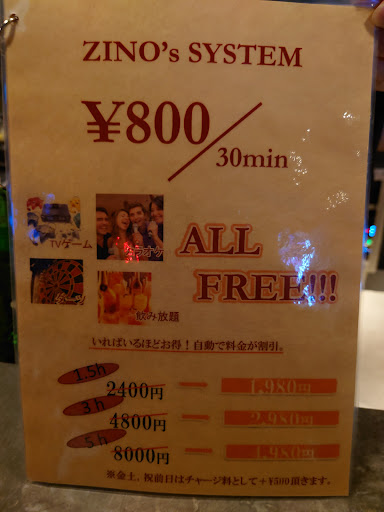 ZINO's SYSTEM
¥800/30min
TVゲーム
カラオケ
ダーツ
飲み放題
ALL
FREE!!!
いればいるほどお得!自動で料金が割引。
1.5h
2400円 ー 1,980円
3h
4800円 ー 2,980円
5h
8000円 ー 4,980円
※金土、祝前日はチャージ料として+¥500頂きます。